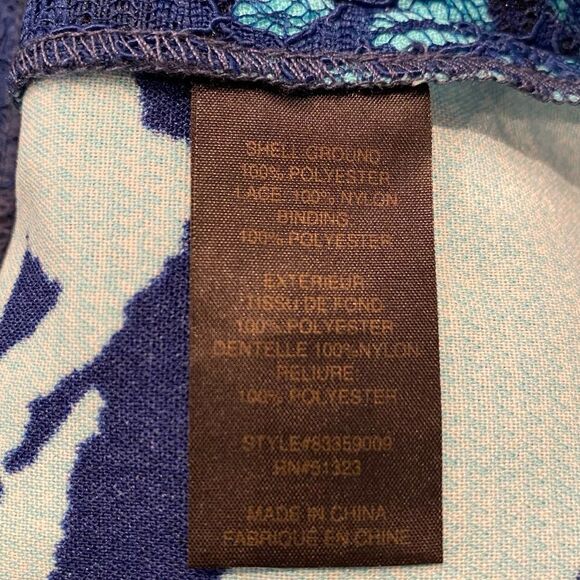 SHELL GROUND
100% POLYESTER
LACE, 100% NYLON
BINDING,
100% POLYESTER
EXTERIEUR
TISSU DE FOND
100% POLYESTER
DENTELLE 100% NYLON
RELIURE
100% POLYESTER
STYLE#83359009
RN#51323
MADE IN CHINA
FABRIQUE EN CHINE